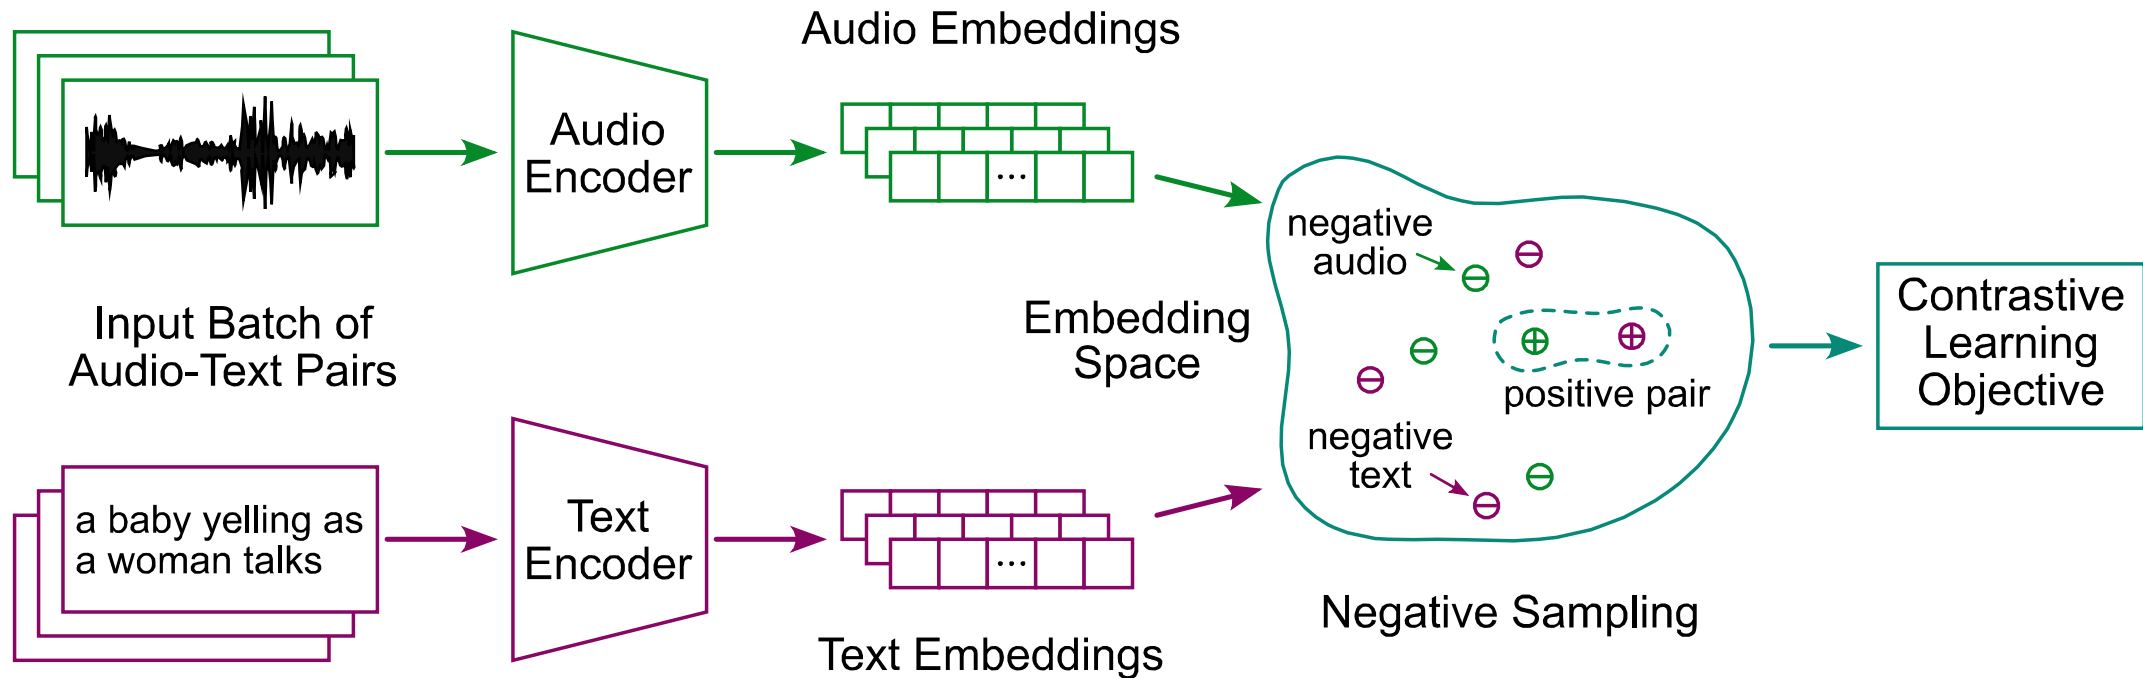 Audio Embeddings
Audio
Encoder
...
Input Batch of
Audio-Text Pairs
a baby yelling as
a woman talks
Text
Encoder
...
Text Embeddings
Embedding
Space
negative
audio
positive pair
negative
text
Negative Sampling
Contrastive
Learning
Objective